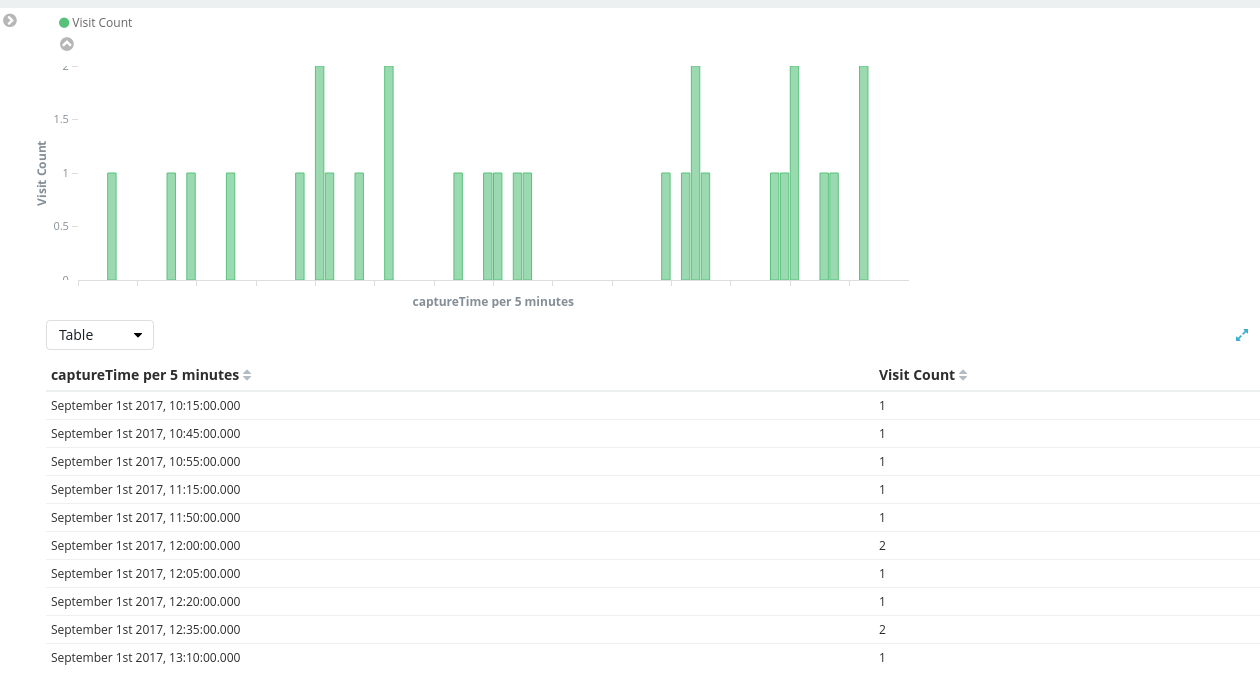 Visit Count
2
1.5
1
0.5
0
Visit Count
captureTime per 5 minutes
Table
captureTime per 5 minutes Visit Count
September 1st 2017, 10:15:00.000 1
September 1st 2017, 10:45:00.000 1
September 1st 2017, 10:55:00.000 1
September 1st 2017, 11:15:00.000 1
September 1st 2017, 11:50:00.000 1
September 1st 2017, 12:00:00.000 2
September 1st 2017, 12:05:00.000 1
September 1st 2017, 12:20:00.000 1
September 1st 2017, 12:35:00.000 2
September 1st 2017, 13:10:00.000 1